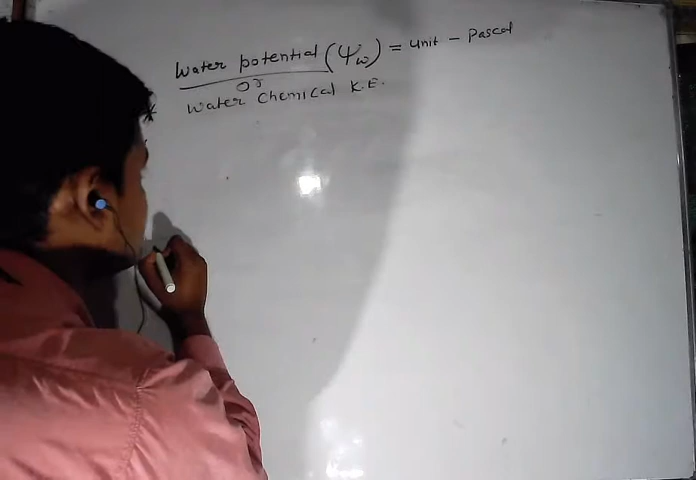 Water potential (Ψw) = unit - Pascal
Or
* Water Chemical K.E.